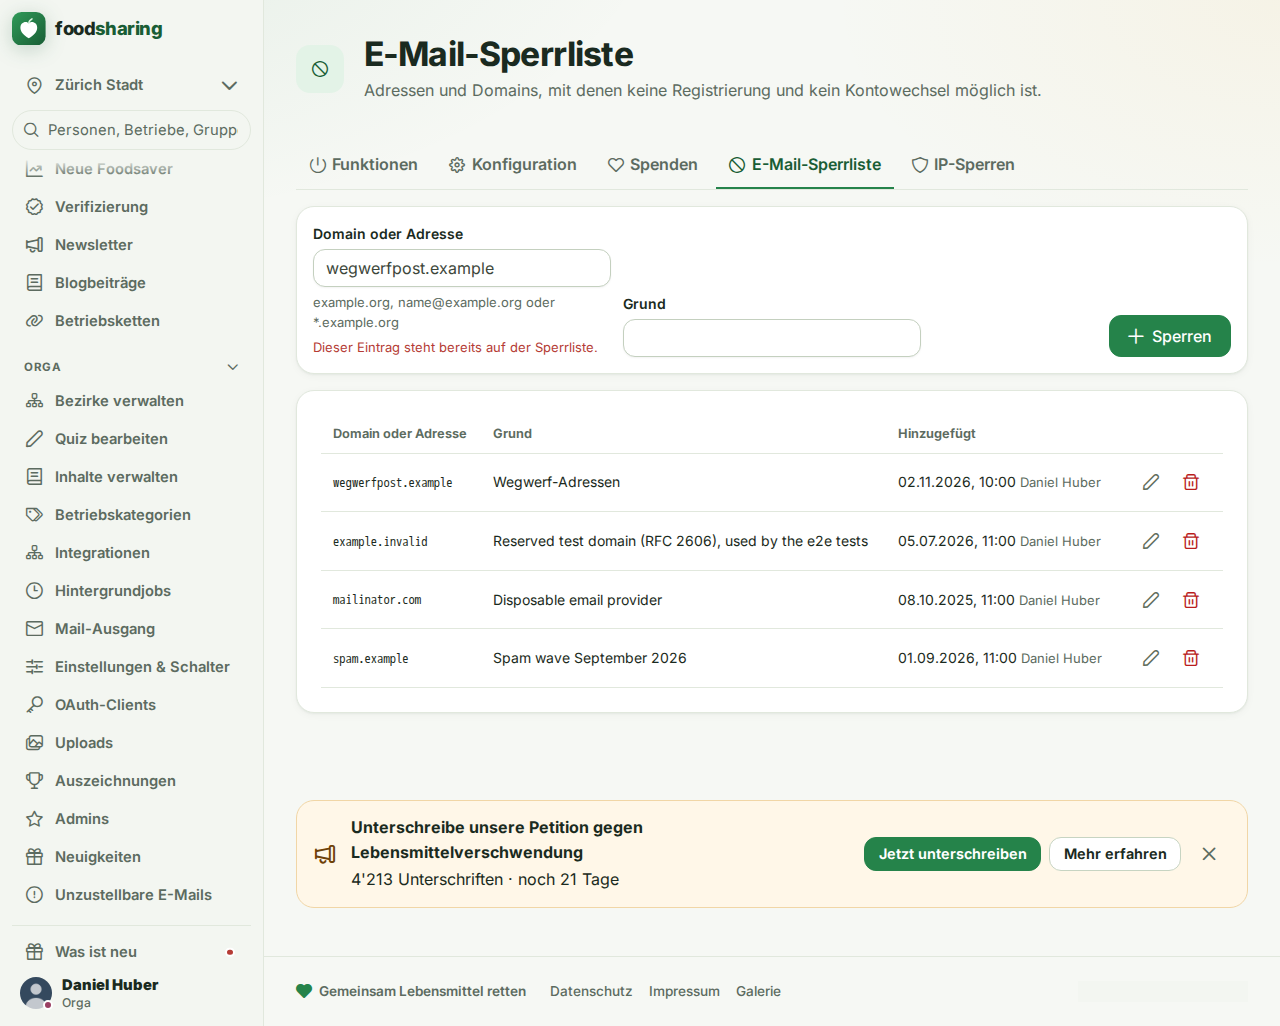 foodsharing
Zürich Stadt
Personen, Betriebe, Grupp
Neue Foodsaver
Verifizierung
Newsletter
Blogbeiträge
Betriebsketten
ORGA
Bezirke verwalten
Quiz bearbeiten
Inhalte verwalten
Betriebskategorien
Integrationen
Hintergrundjobs
Mail-Ausgang
Einstellungen & Schalter
OAuth-Clients
Uploads
Auszeichnungen
Admins
Neuigkeiten
Unzustellbare E-Mails
Was ist neu
Daniel Huber
Orga
E-Mail-Sperrliste
Adressen und Domains, mit denen keine Registrierung und kein Kontowechsel möglich ist.
Funktionen Konfiguration Spenden E-Mail-Sperrliste IP-Sperren
Domain oder Adresse
wegwerfpost.example
example.org, name@example.org oder
*.example.org
Dieser Eintrag steht bereits auf der Sperrliste.
Grund
Sperren
Domain oder Adresse Grund Hinzugefügt
wegwerfpost.example Wegwerf-Adressen 02.11.2026, 10:00 Daniel Huber
example.invalid Reserved test domain (RFC 2606), used by the e2e tests 05.07.2026, 11:00 Daniel Huber
mailinator.com Disposable email provider 08.10.2025, 11:00 Daniel Huber
spam.example Spam wave September 2026 01.09.2026, 11:00 Daniel Huber
Unterschreibe unsere Petition gegen
Lebensmittelverschwendung
4'213 Unterschriften · noch 21 Tage
Jetzt unterschreiben Mehr erfahren
Gemeinsam Lebensmittel retten Datenschutz Impressum Galerie